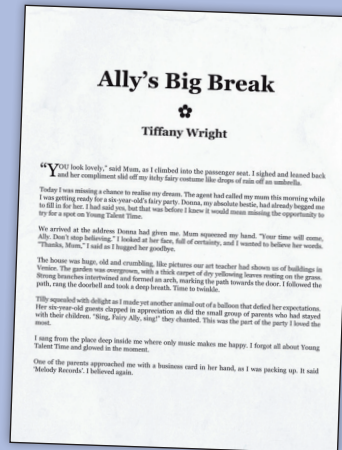 Ally's Big Break
Tiffany Wright
"YOU look lovely," said Mum, as I climbed into the passenger seat. I sighed and leaned back
and her compliment slid off my itchy fairy costume like drops of rain off an umbrella.
Today I was missing a chance to realise my dream. The agent had called my mum this morning while
I was getting ready for a six-year-old's fairy party. Donna, my absolute bestie, had already begged me
to fill in for her. I had said yes, but that was before I knew it would mean missing the opportunity to
try for a spot on Young Talent Time.
We arrived at the address Donna had given me. Mum squeezed my hand. "Your time will come,
Ally. Don't stop believing." I looked at her face, full of certainty, and I wanted to believe her words.
"Thanks, Mum," I said as I hugged her goodbye.
The house was huge, old and crumbling, like pictures our art teacher had shown us of buildings in
Venice. The garden was overgrown, with a thick carpet of dry yellowing leaves resting on the grass.
Strong branches intertwined and formed an arch, marking the path towards the door. I followed the
path, rang the doorbell and took a deep breath. Time to twinkle.
Tilly squealed with delight as I made yet another animal out of a balloon that defied her expectations.
Her six-year-old guests clapped in appreciation as did the small group of parents who had stayed
with their children. "Sing, Fairy Ally, sing!" they chanted. This was the part of the party I loved the
most.
I sang from the place deep inside me where only music makes me happy. I forgot all about Young
Talent Time and glowed in the moment.
One of the parents approached me with a business card in her hand, as I was packing up. It said
'Melody Records'. I believed again.